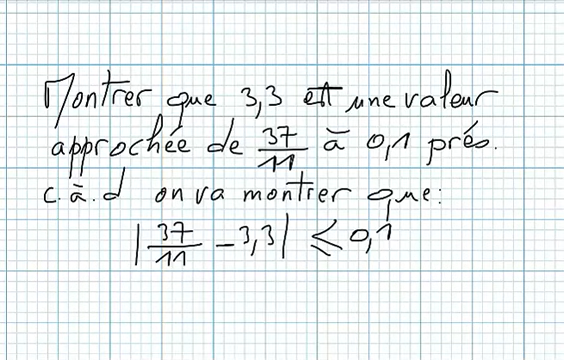 Montrer que 3,3 est une valeur
approchée de 37/11 à 0,1 prés.
c.à.d on va montrer que:
|37/11 - 3,3| ⩽ 0,1